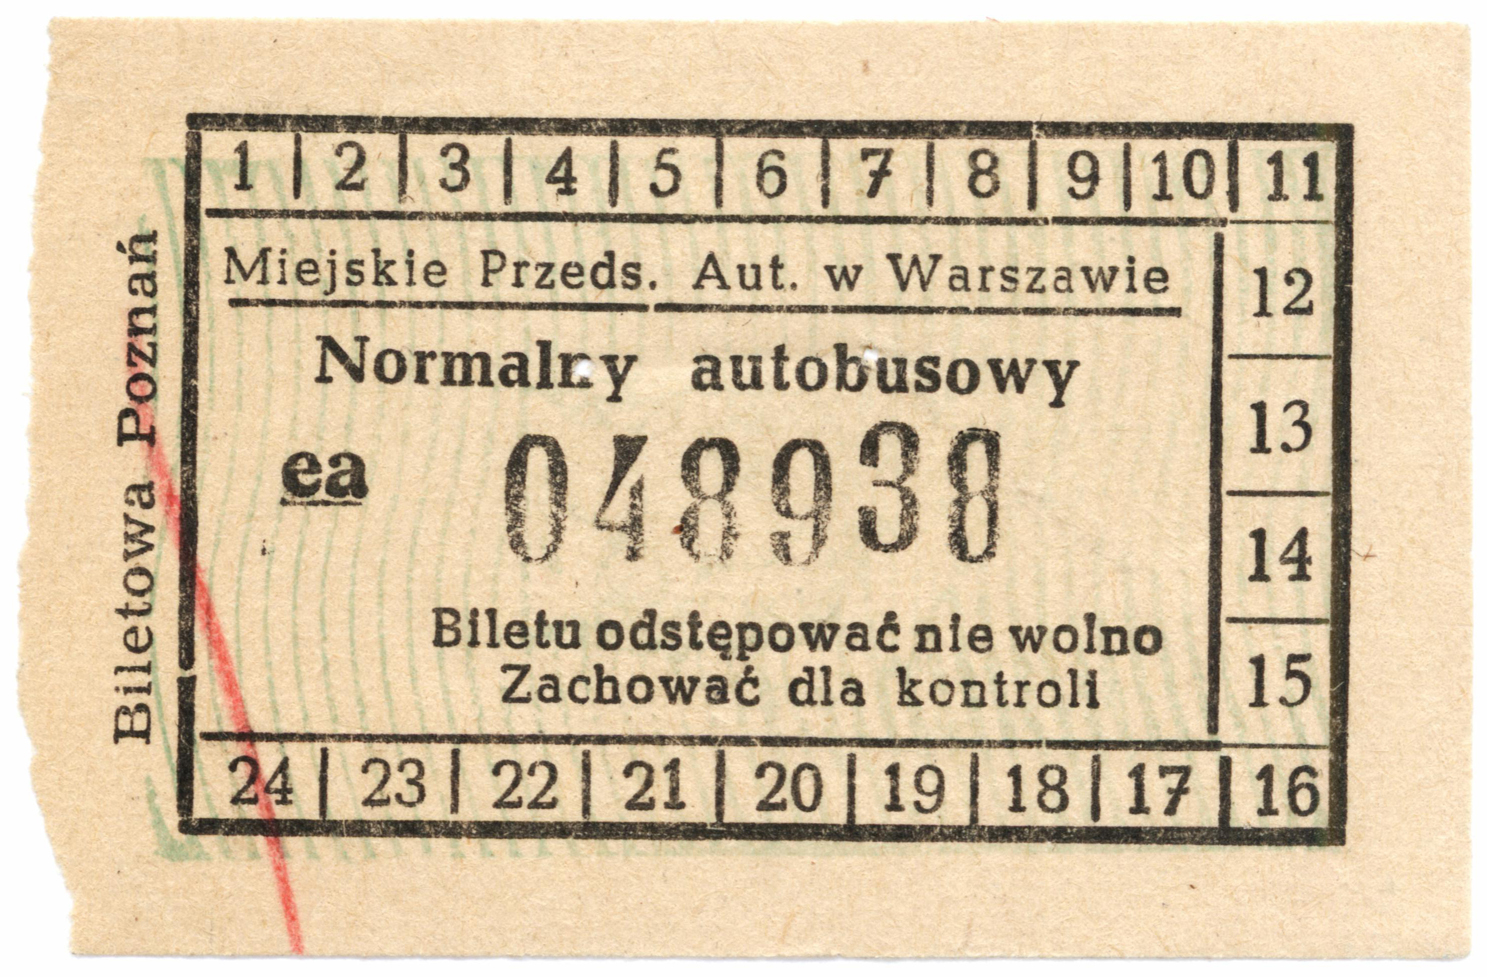 1 | 2 | 3 | 4 | 5 | 6 | 7 | 8 | 9 | 10 | 11
Miejskie Przeds. Aut. w Warszawie
12
Normalny autobusowy
13
ea 048938
14
Biletu odstępować nie wolno
Zachować dla kontroli
15
24 | 23 | 22 | 21 | 20 | 19 | 18 | 17 | 16
Biletowa Poznań